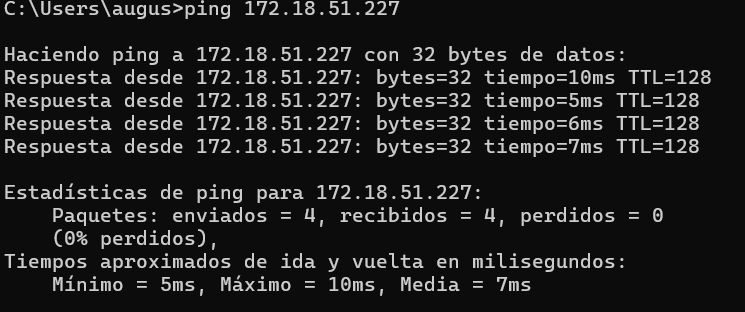 C:\Users\augus>ping 172.18.51.227
Haciendo ping a 172.18.51.227 con 32 bytes de datos:
Respuesta desde 172.18.51.227: bytes=32 tiempo=10ms TTL=128
Respuesta desde 172.18.51.227: bytes=32 tiempo=5ms TTL=128
Respuesta desde 172.18.51.227: bytes=32 tiempo=6ms TTL=128
Respuesta desde 172.18.51.227: bytes=32 tiempo=7ms TTL=128
Estadísticas de ping para 172.18.51.227:
Paquetes: enviados = 4, recibidos = 4, perdidos = 0
(0% perdidos),
Tiempos aproximados de ida y vuelta en milisegundos:
Mínimo = 5ms, Máximo = 10ms, Media = 7ms